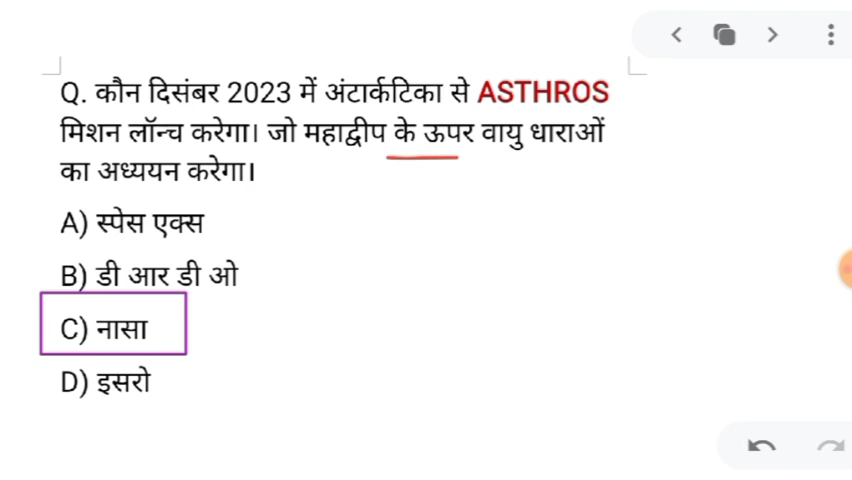 Q. कौन दिसंबर 2023 में अंटार्कटिका से ASTHROS
मिशन लॉन्च करेगा। जो महाद्वीप के ऊपर वायु धाराओं
का अध्ययन करेगा।
A) स्पेस एक्स
B) डी आर डी ओ
C) नासा
D) इसरो